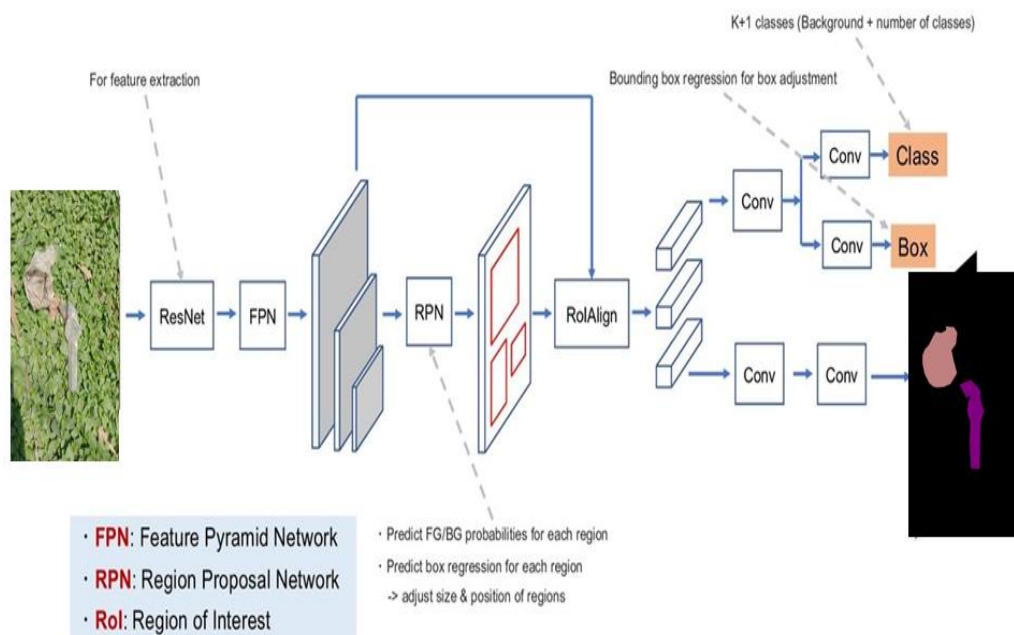 K+1 classes (Background + number of classes)
For feature extraction
Bounding box regression for box adjustment
Conv
Class
Conv
Conv
Box
ResNet
FPN
RPN
RoIAlign
Conv
Conv
· FPN: Feature Pyramid Network
· RPN: Region Proposal Network
· RoI: Region of Interest
· Predict FG/BG probabilities for each region
· Predict box regression for each region
-> adjust size & position of regions